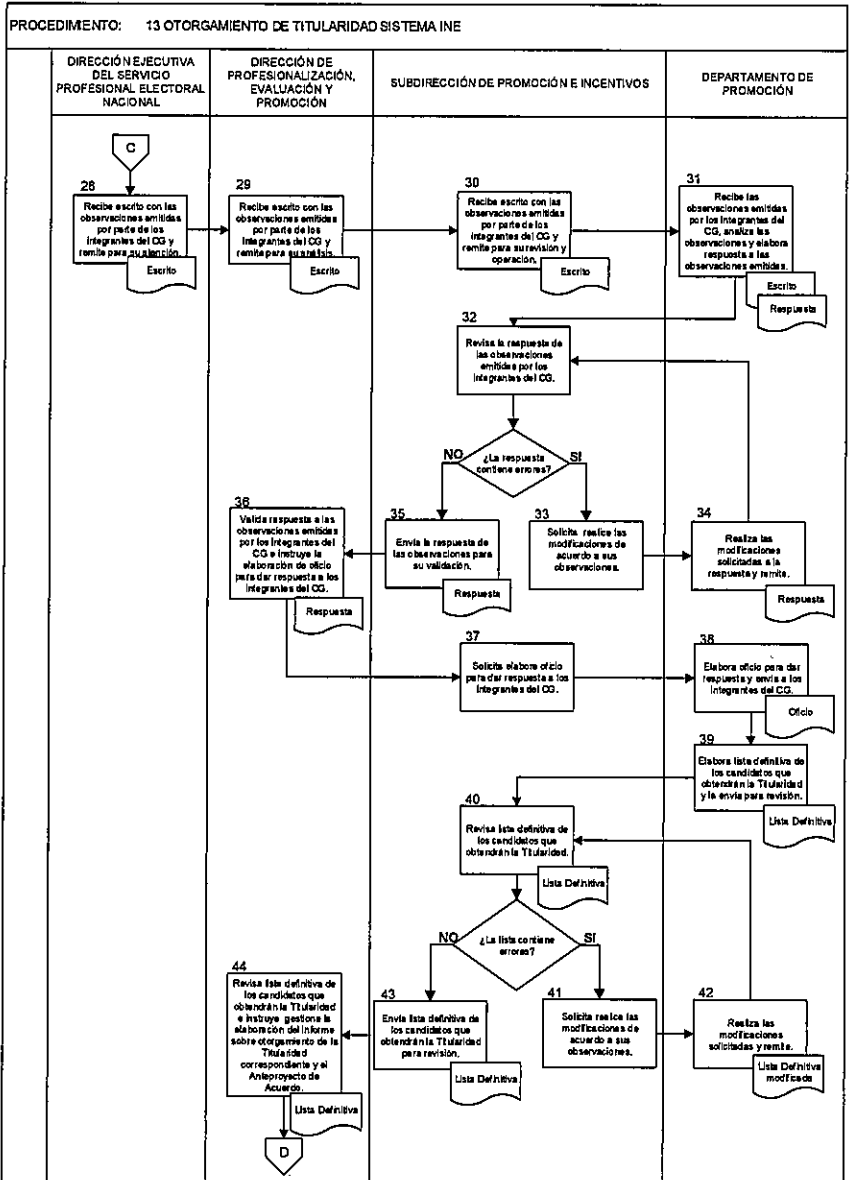 PROCEDIMIENTO: 13 OTORGAMIENTO DE TITULARIDAD SISTEMA INE
DIRECCIÓN EJECUTIVA
DEL SERVICIO
PROFESIONAL ELECTORAL
NACIONAL
DIRECCIÓN DE
PROFESIONALIZACIÓN,
EVALUACIÓN Y
PROMOCIÓN
SUBDIRECCIÓN DE PROMOCIÓN E INCENTIVOS
DEPARTAMENTO DE
PROMOCIÓN
C
28
Recibe escrito con las
observaciones emitidas
por parte de los
integrantes del CG y
remite para su atención.
Escrito
29
Recibe escrito con las
observaciones emitidas
por parte de los
integrantes del CG y
remite para su análisis.
Escrito
30
Recibe escrito con las
observaciones emitidas
por parte de los
integrantes del CG y
remite para su revisión y
operación.
Escrito
31
Recibe las
observaciones emitidas
por los integrantes del
CG, analiza las
observaciones y elabora
respuesta a las
observaciones emitidas.
Escrito
Respuesta
32
Revisa la respuesta de
las observaciones
emitidas por los
integrantes del CG.
¿La respuesta
contiene errores?
NO
SI
33
Solicita realice las
modificaciones de
acuerdo a sus
observaciones.
34
Realiza las
modificaciones
solicitadas a la
respuesta y remite.
Respuesta
35
Envía la respuesta de
las observaciones para
su validación.
Respuesta
36
Valida respuesta a las
observaciones emitidas
por los integrantes del
CG e instruye la
elaboración de oficio
para dar respuesta a los
integrantes del CG.
Respuesta
37
Solicita elabore oficio
para dar respuesta a los
integrantes del CG.
38
Elabora oficio para dar
respuesta y envía a los
integrantes del CG.
Oficio
39
Elabora lista definitiva de
los candidatos que
obtendrán la Titularidad
y la envía para revisión.
Lista Definitiva
40
Revisa lista definitiva de
los candidatos que
obtendrán la Titularidad.
Lista Definitiva
¿La lista contiene
errores?
NO
SI
41
Solicita realice las
modificaciones de
acuerdo a sus
observaciones.
42
Realiza las
modificaciones
solicitadas y remite.
Lista Definitiva
modificada
43
Envía lista definitiva de
los candidatos que
obtendrán la Titularidad
para revisión.
Lista Definitiva
44
Revisa lista definitiva de
los candidatos que
obtendrán la Titularidad
e instruye gestione la
elaboración del informe
sobre otorgamiento de la
Titularidad
correspondiente y el
Anteproyecto de
Acuerdo.
Lista Definitiva
D